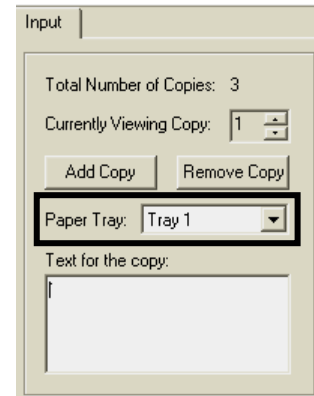 Input
Total Number of Copies: 3
Currently Viewing Copy: 1
Add Copy Remove Copy
Paper Tray: Tray 1
Text for the copy: